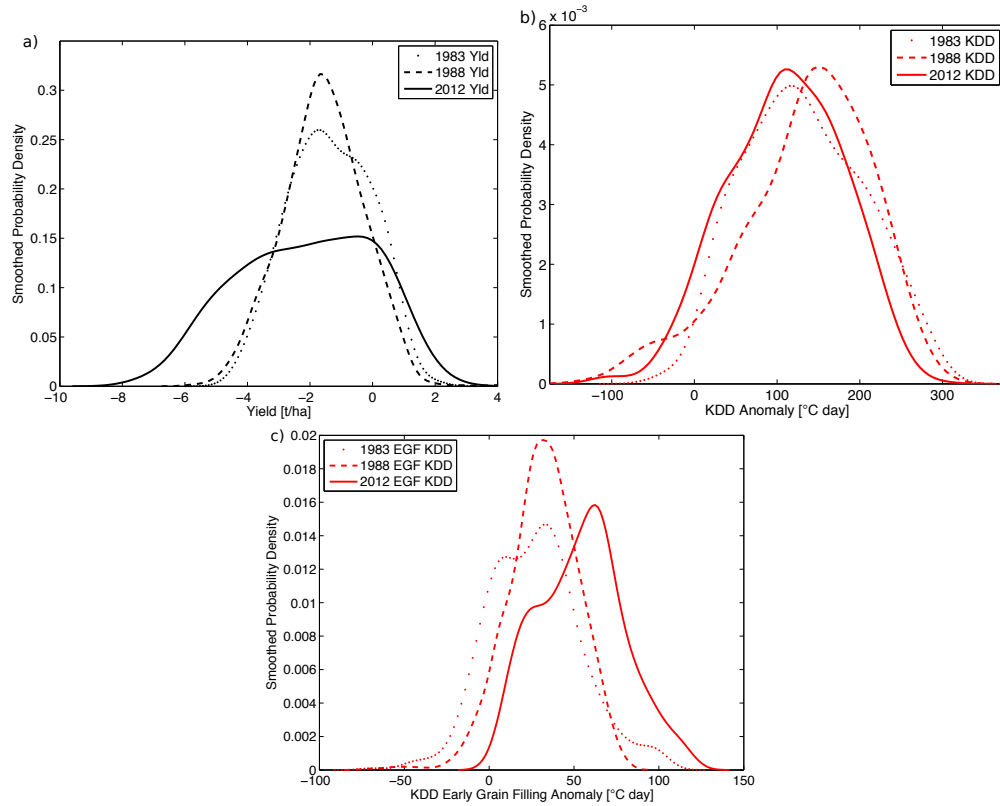 a)
0.3
0.25
0.2
0.15
0.1
0.05
0
−10 −8 −6 −4 −2 0 2 4
Yield [t/ha]
Smoothed Probability Density
1983 Yld
1988 Yld
2012 Yld
b)
6 x 10⁻³
5
4
3
2
1
0
−100 0 100 200 300
KDD Anomaly [°C day]
Smoothed Probability Density
1983 KDD
1988 KDD
2012 KDD
c)
0.02
0.018
0.016
0.014
0.012
0.01
0.008
0.006
0.004
0.002
0
−100 −50 0 50 100 150
KDD Early Grain Filling Anomaly [°C day]
Smoothed Probability Density
1983 EGF KDD
1988 EGF KDD
2012 EGF KDD